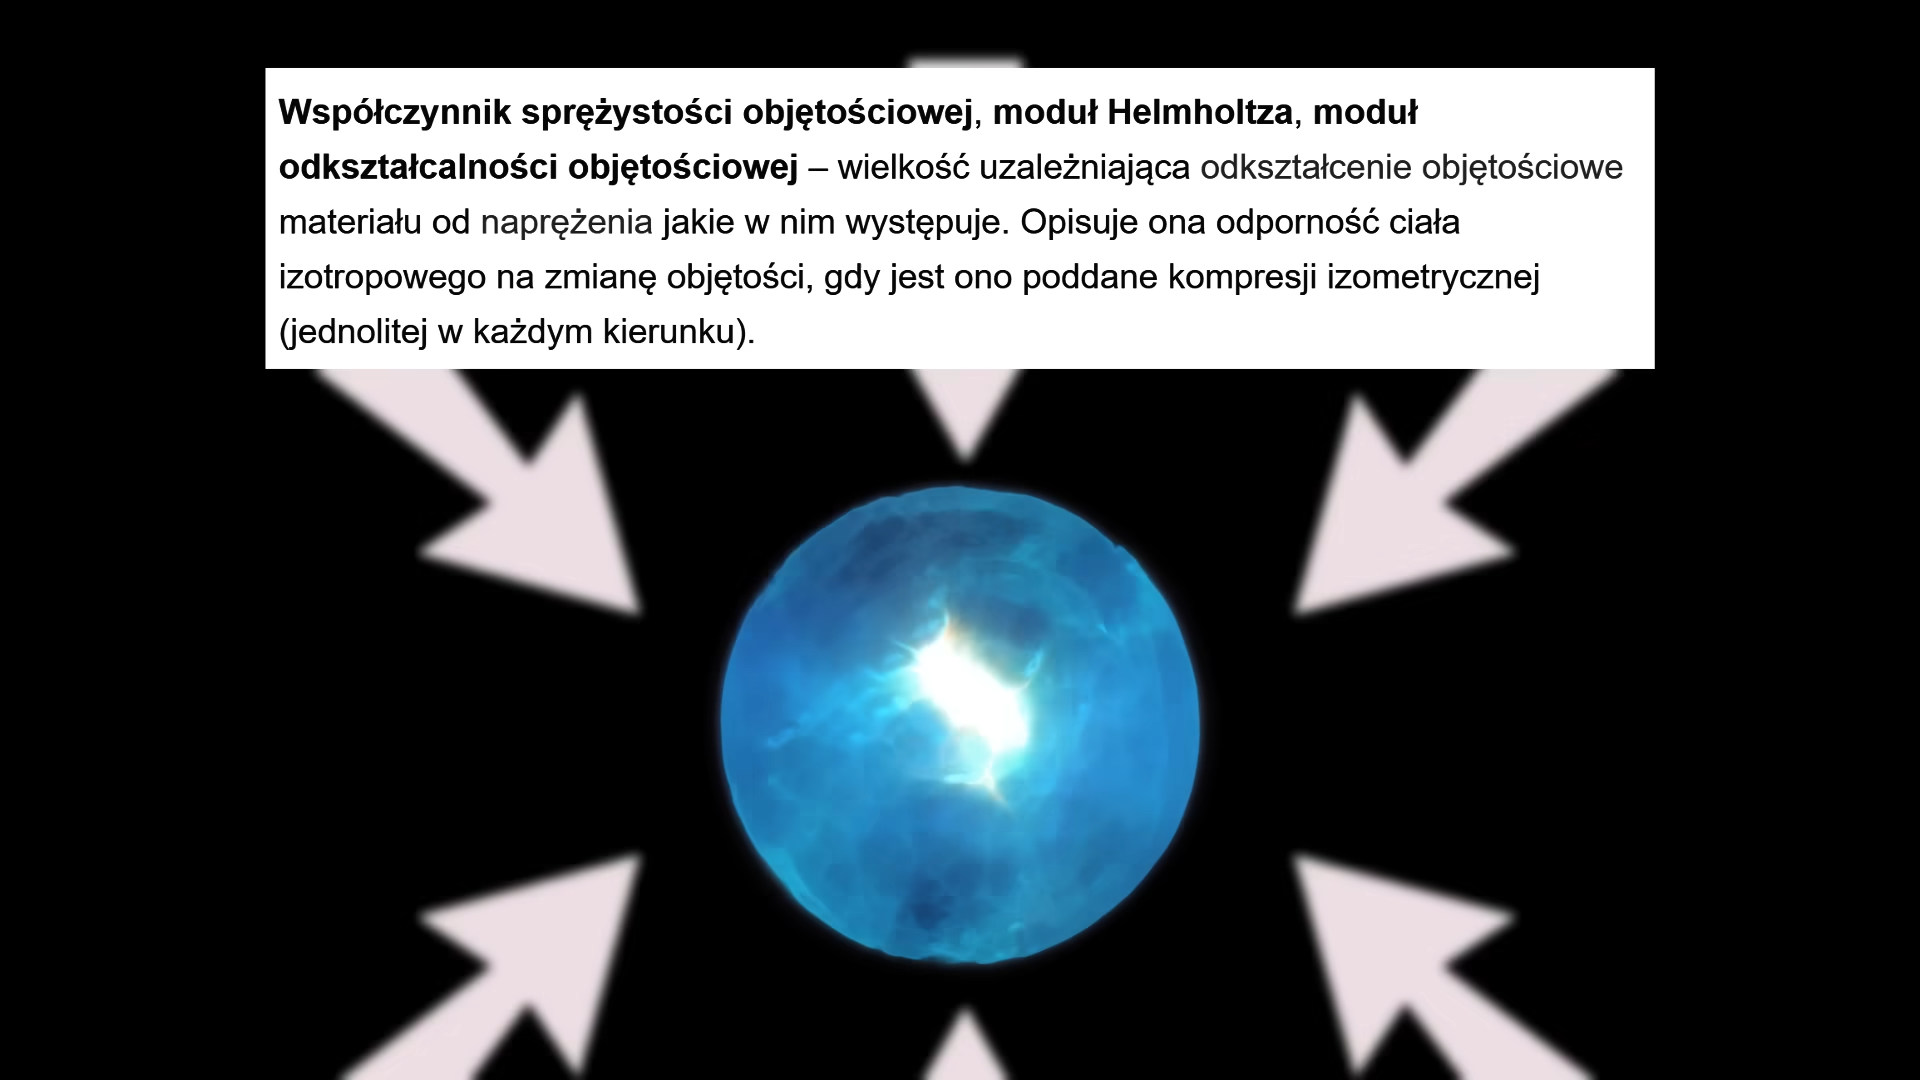 Współczynnik sprężystości objętościowej, moduł Helmholtza, moduł
odkształcalności objętościowej – wielkość uzależniająca odkształcenie objętościowe
materiału od naprężenia jakie w nim występuje. Opisuje ona odporność ciała
izotropowego na zmianę objętości, gdy jest ono poddane kompresji izometrycznej
(jednolitej w każdym kierunku).